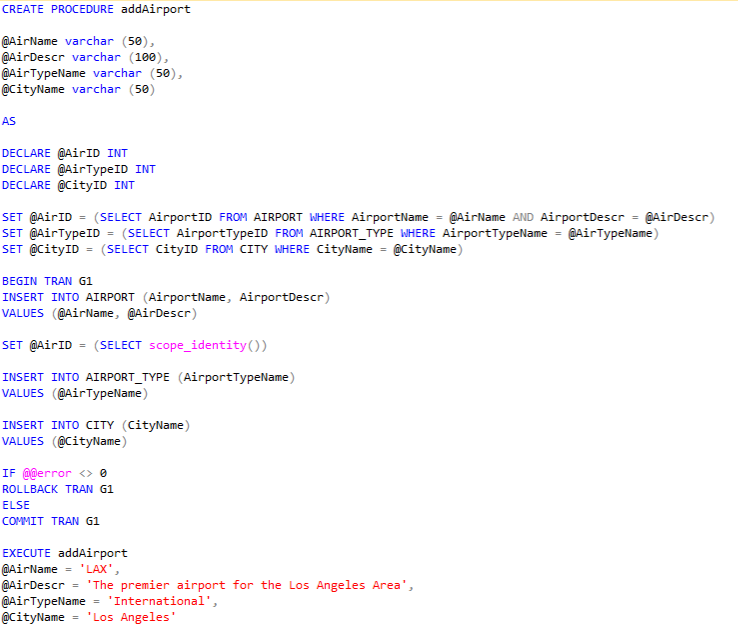 CREATE PROCEDURE addAirport
@AirName varchar (50),
@AirDescr varchar (100),
@AirTypeName varchar (50),
@CityName varchar (50)
AS
DECLARE @AirID INT
DECLARE @AirTypeID INT
DECLARE @CityID INT
SET @AirID = (SELECT AirportID FROM AIRPORT WHERE AirportName = @AirName AND AirportDescr = @AirDescr)
SET @AirTypeID = (SELECT AirportTypeID FROM AIRPORT_TYPE WHERE AirportTypeName = @AirTypeName)
SET @CityID = (SELECT CityID FROM CITY WHERE CityName = @CityName)
BEGIN TRAN G1
INSERT INTO AIRPORT (AirportName, AirportDescr)
VALUES (@AirName, @AirDescr)
SET @AirID = (SELECT scope_identity())
INSERT INTO AIRPORT_TYPE (AirportTypeName)
VALUES (@AirTypeName)
INSERT INTO CITY (CityName)
VALUES (@CityName)
IF @@error <> 0
ROLLBACK TRAN G1
ELSE
COMMIT TRAN G1
EXECUTE addAirport
@AirName = 'LAX',
@AirDescr = 'The premier airport for the Los Angeles Area',
@AirTypeName = 'International',
@CityName = 'Los Angeles'